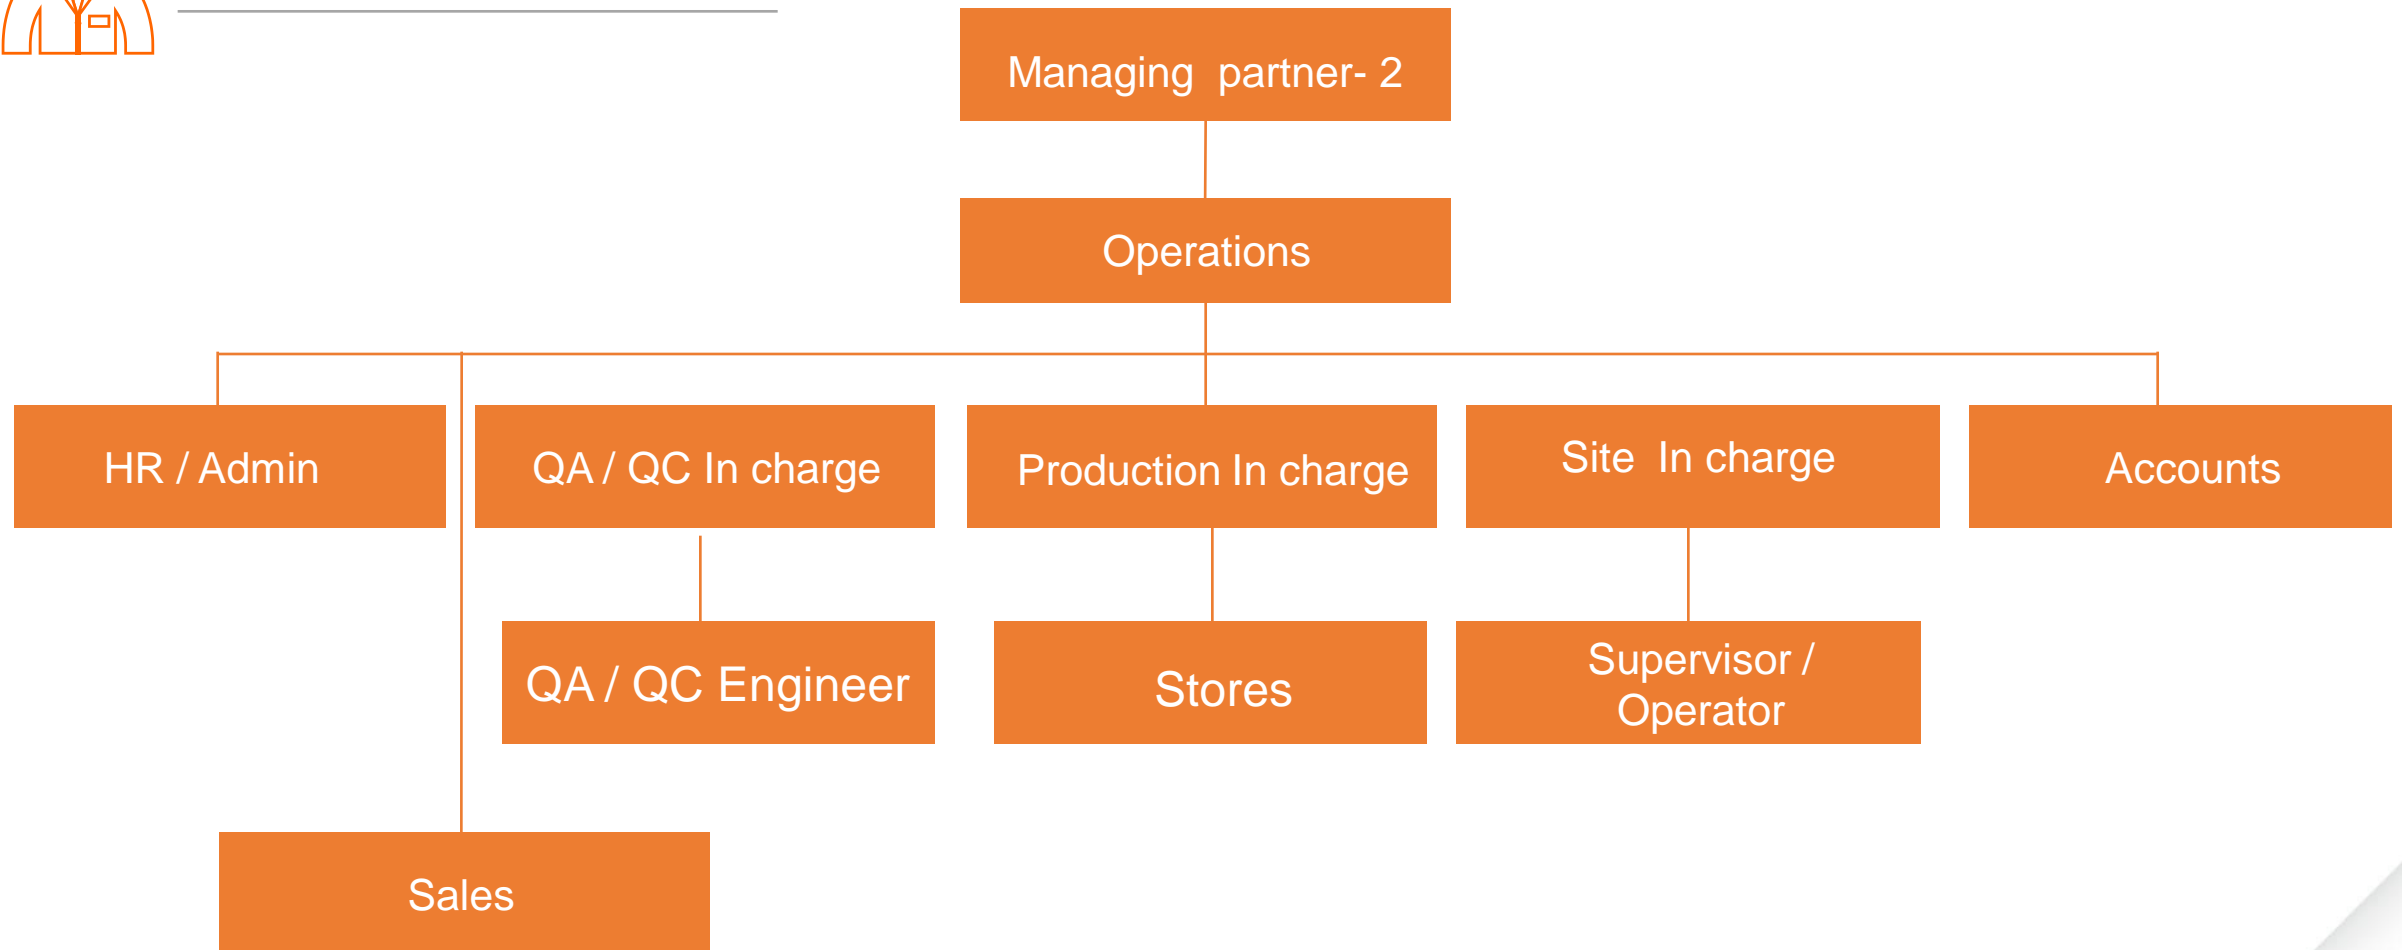 Managing partner- 2
Operations
HR / Admin
QA / QC In charge
Production In charge
Site In charge
Accounts
QA / QC Engineer
Stores
Supervisor /
Operator
Sales